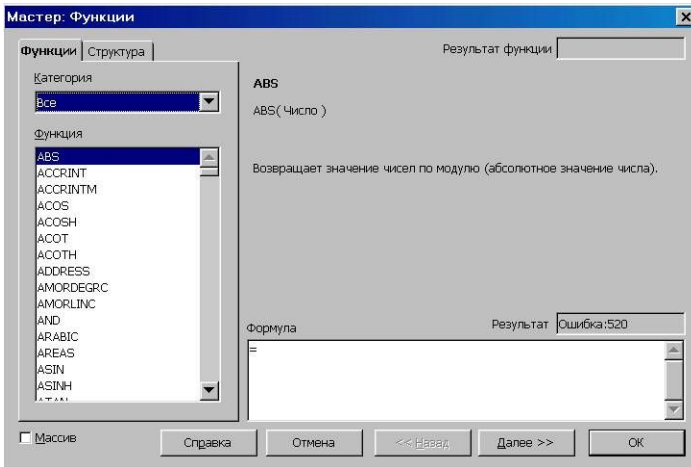 Мастер: Функции
Функции Структура
Результат функции
Категория
Все
Функция
ABS
ACCRINT
ACCRINTM
ACOS
ACOSH
ACOT
ACOTH
ADDRESS
AMORDEGRC
AMORLINC
AND
ARABIC
AREAS
ASIN
ASINH
ATAN
ABS
ABS( Число )
Возвращает значение чисел по модулю (абсолютное значение числа).
Формула
Результат Ошибка:520
=
Массив
Справка
Отмена
<< Назад
Далее >>
ОК